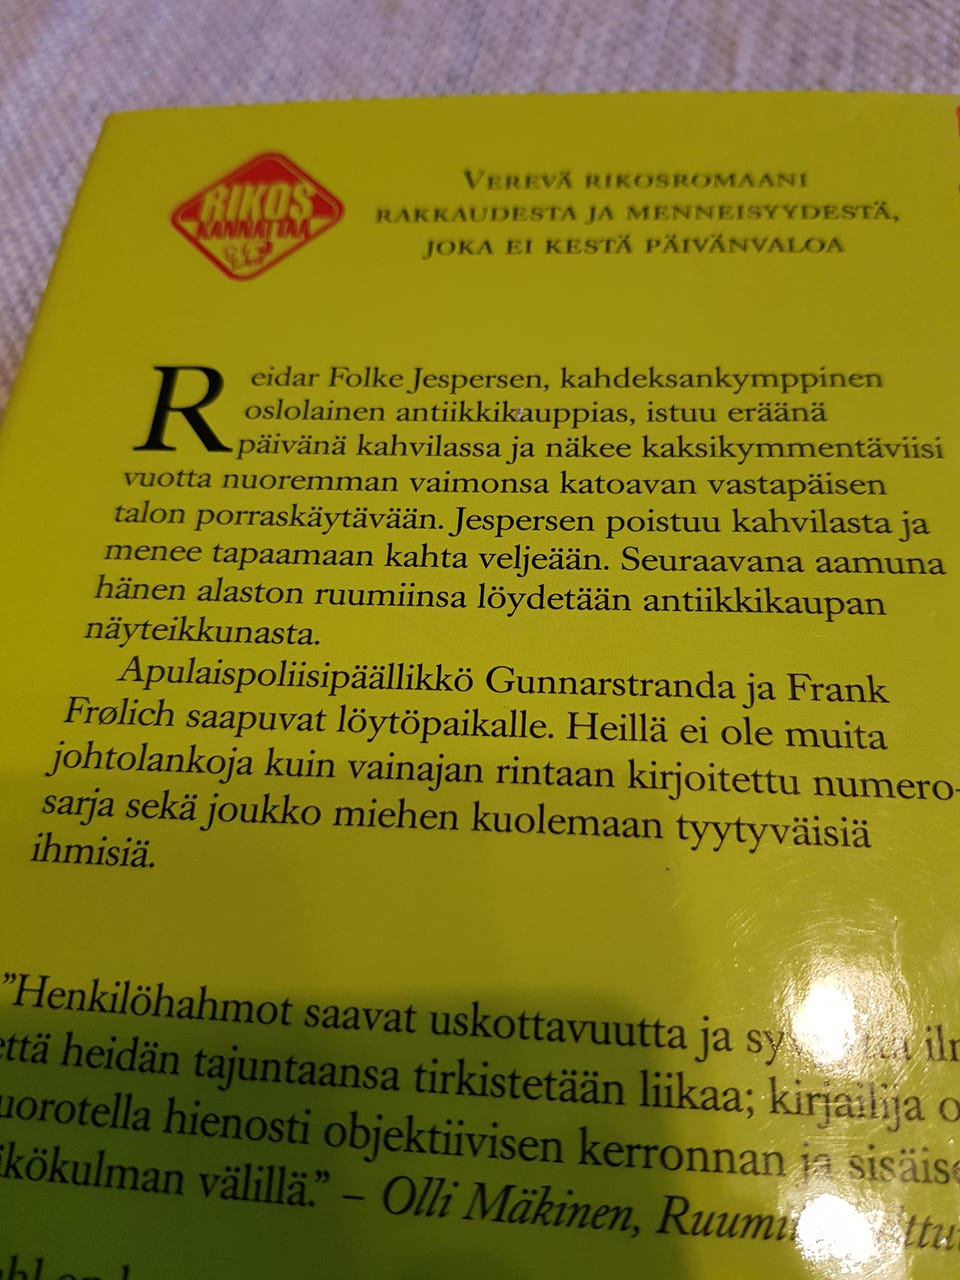 RIKOS
KANNATTAA
VEREVÄ RIKOSROMAANI
RAKKAUDESTA JA MENNEISYYDESTÄ,
JOKA EI KESTÄ PÄIVÄNVALOA
Reidar Folke Jespersen, kahdeksankymppinen
oslolainen antiikkikauppias, istuu eräänä
päivänä kahvilassa ja näkee kaksikymmentäviisi
vuotta nuoremman vaimonsa katoavan vastapäisen
talon porraskäytävään. Jespersen poistuu kahvilasta ja
menee tapaamaan kahta veljeään. Seuraavana aamuna
hänen alaston ruumiinsa löydetään antiikkikaupan
näyteikkunasta.
Apulaispoliisipäällikkö Gunnarstranda ja Frank
Frølich saapuvat löytöpaikalle. Heillä ei ole muita
johtolankoja kuin vainajan rintaan kirjoitettu numero-
sarja sekä joukko miehen kuolemaan tyytyväisiä
ihmisiä.
"Henkilöhahmot saavat uskottavuutta ja
että heidän tajuntaansa tirkistetään liikaa; kirjailija
uorotella hienosti objektiivisen kerronnan ja sisäise
ikökulman välillä." – Olli Mäkinen,